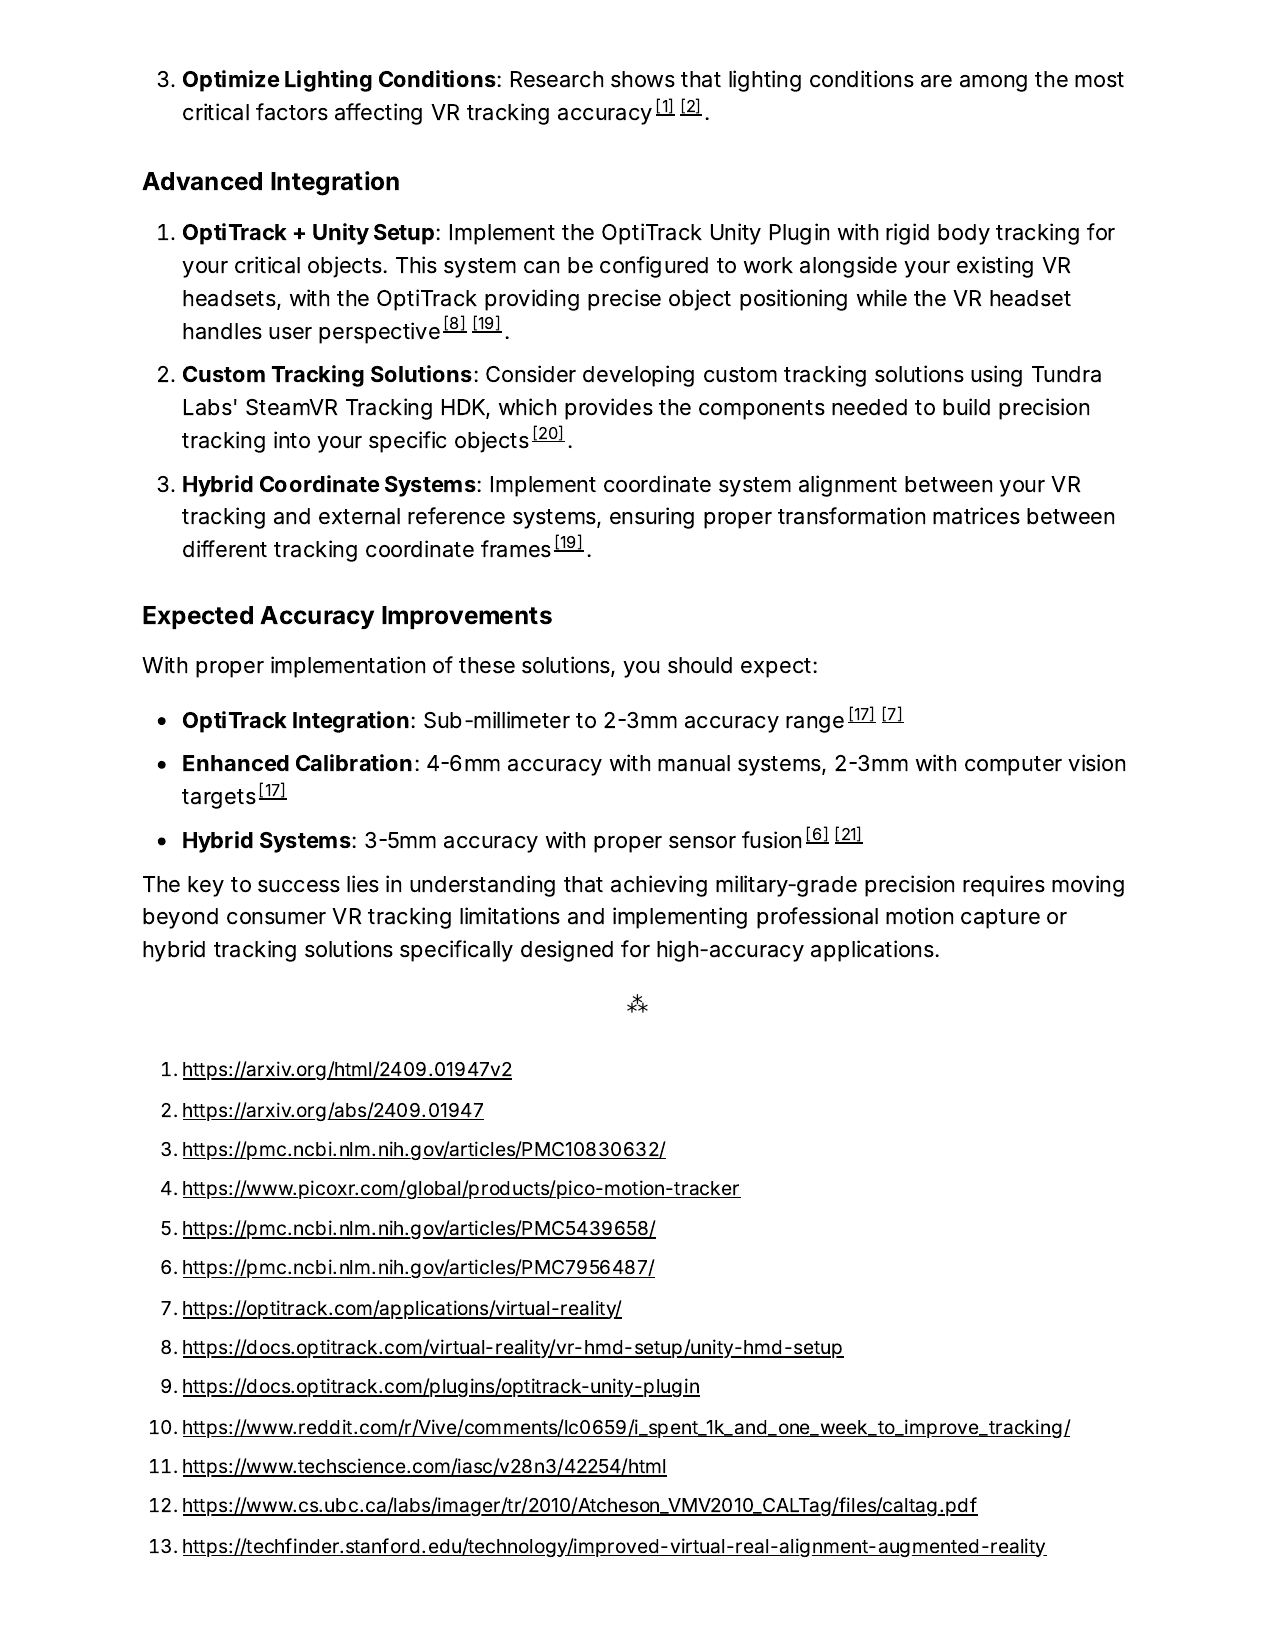 3. Optimize Lighting Conditions: Research shows that lighting conditions are among the most
critical factors affecting VR tracking accuracy [1] [2] .
Advanced Integration
1. OptiTrack + Unity Setup: Implement the OptiTrack Unity Plugin with rigid body tracking for
your critical objects. This system can be configured to work alongside your existing VR
headsets, with the OptiTrack providing precise object positioning while the VR headset
handles user perspective [8] [19] .
2. Custom Tracking Solutions: Consider developing custom tracking solutions using Tundra
Labs' SteamVR Tracking HDK, which provides the components needed to build precision
tracking into your specific objects [20] .
3. Hybrid Coordinate Systems: Implement coordinate system alignment between your VR
tracking and external reference systems, ensuring proper transformation matrices between
different tracking coordinate frames [19] .
Expected Accuracy Improvements
With proper implementation of these solutions, you should expect:
• OptiTrack Integration: Sub-millimeter to 2-3mm accuracy range [17] [7]
• Enhanced Calibration: 4-6mm accuracy with manual systems, 2-3mm with computer vision
targets [17]
• Hybrid Systems: 3-5mm accuracy with proper sensor fusion [6] [21]
The key to success lies in understanding that achieving military-grade precision requires moving
beyond consumer VR tracking limitations and implementing professional motion capture or
hybrid tracking solutions specifically designed for high-accuracy applications.
⁂
1. https://arxiv.org/html/2409.01947v2
2. https://arxiv.org/abs/2409.01947
3. https://pmc.ncbi.nlm.nih.gov/articles/PMC10830632/
4. https://www.picoxr.com/global/products/pico-motion-tracker
5. https://pmc.ncbi.nlm.nih.gov/articles/PMC5439658/
6. https://pmc.ncbi.nlm.nih.gov/articles/PMC7956487/
7. https://optitrack.com/applications/virtual-reality/
8. https://docs.optitrack.com/virtual-reality/vr-hmd-setup/unity-hmd-setup
9. https://docs.optitrack.com/plugins/optitrack-unity-plugin
10. https://www.reddit.com/r/Vive/comments/lc0659/i_spent_1k_and_one_week_to_improve_tracking/
11. https://www.techscience.com/iasc/v28n3/42254/html
12. https://www.cs.ubc.ca/labs/imager/tr/2010/Atcheson_VMV2010_CALTag/files/caltag.pdf
13. https://techfinder.stanford.edu/technology/improved-virtual-real-alignment-augmented-reality